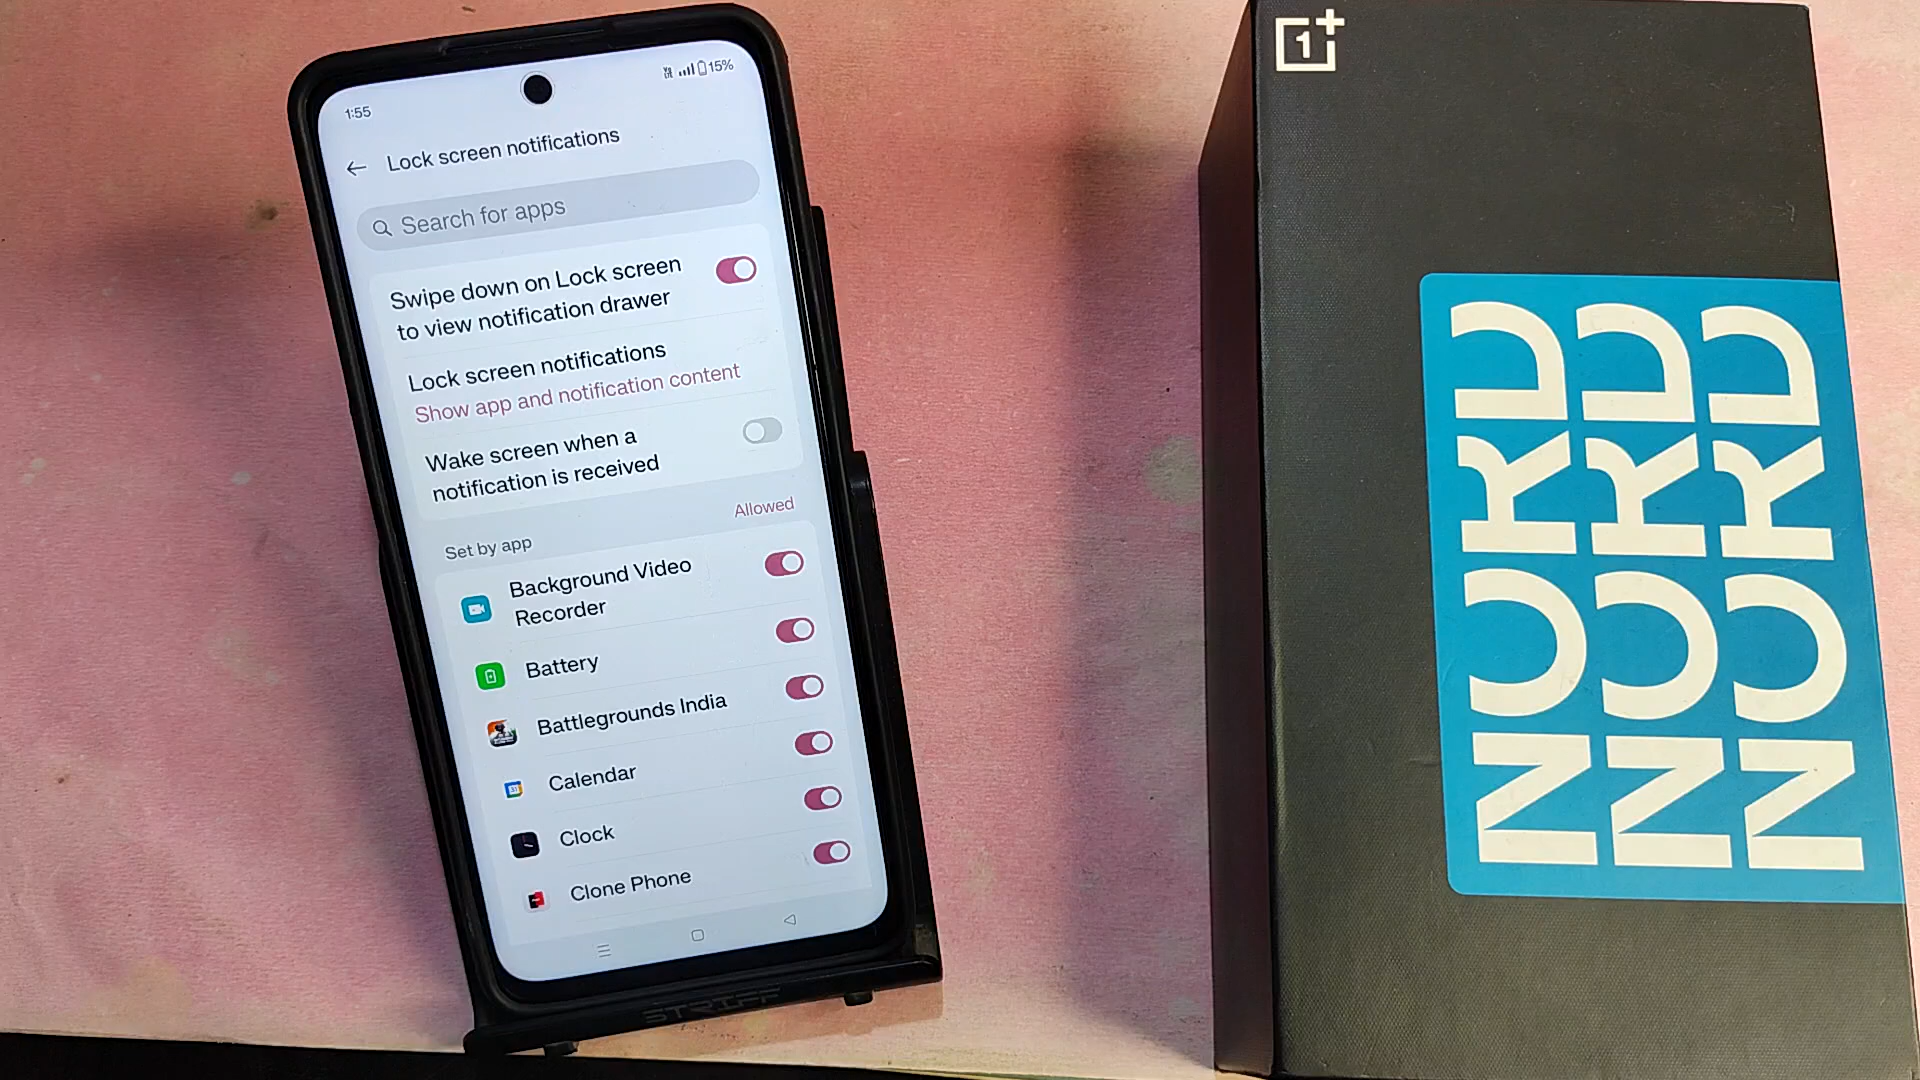 1:55
15%
Lock screen notifications
Search for apps
Swipe down on Lock screen
to view notification drawer
Lock screen notifications
Show app and notification content
Wake screen when a
notification is received
Allowed
Set by app
Background Video
Recorder
Battery
Battlegrounds India
Calendar
Clock
Clone Phone
STRIFF
1+
NORD
NORD
NORD